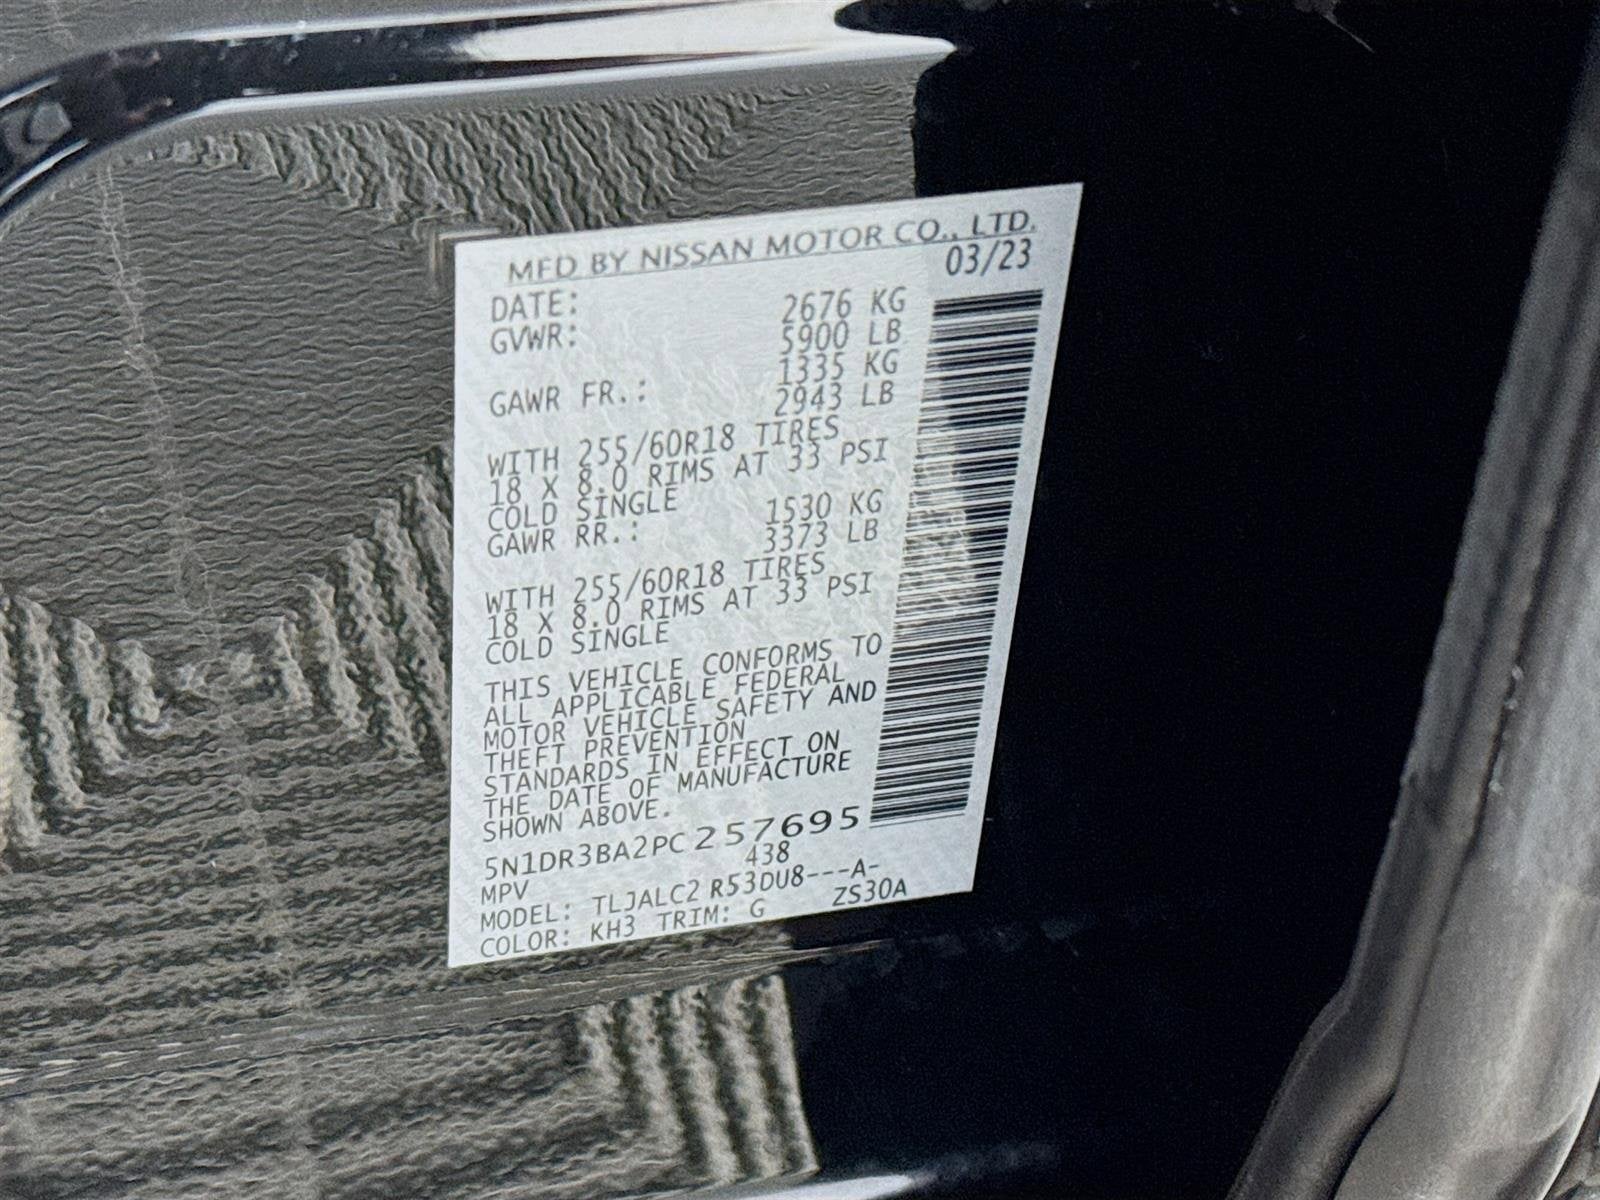 MFD BY NISSAN MOTOR CO., LTD.
DATE: 03/23
GVWR: 2676 KG
5900 LB
GAWR FR.: 1335 KG
2943 LB
WITH 255/60R18 TIRES
18 X 8.0 RIMS AT 33 PSI
COLD SINGLE
GAWR RR.: 1530 KG
3373 LB
WITH 255/60R18 TIRES
18 X 8.0 RIMS AT 33 PSI
COLD SINGLE
THIS VEHICLE CONFORMS TO
ALL APPLICABLE FEDERAL
MOTOR VEHICLE SAFETY AND
THEFT PREVENTION
STANDARDS IN EFFECT ON
THE DATE OF MANUFACTURE
SHOWN ABOVE.
5N1DR3BA2PC257695
MPV 438
MODEL: TLJALC2 R53DU8---A-
COLOR: KH3 TRIM: G ZS30A